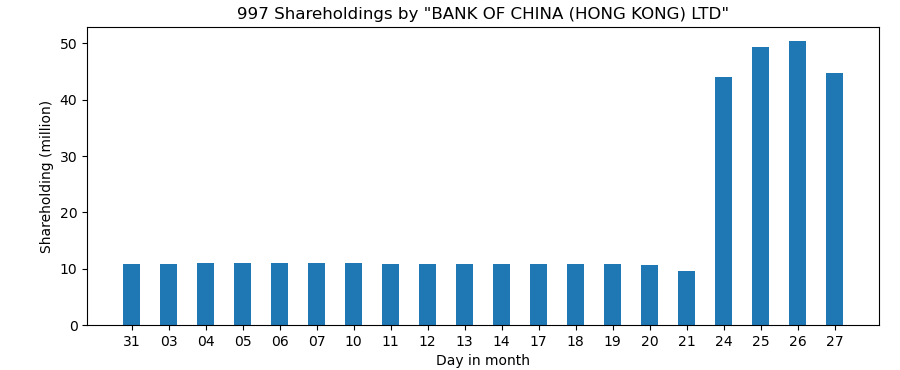 997 Shareholdings by "BANK OF CHINA (HONG KONG) LTD"
Shareholding (million)
50
40
30
20
10
0
31 03 04 05 06 07 10 11 12 13 14 17 18 19 20 21 24 25 26 27
Day in month